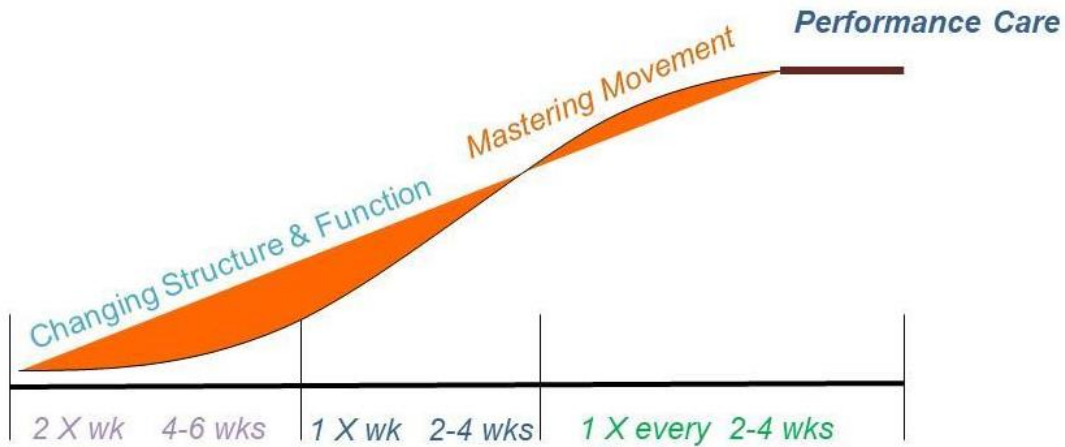 Performance Care
Mastering Movement
Changing Structure & Function
2 X wk 4-6 wks 1 X wk 2-4 wks 1 X every 2-4 wks